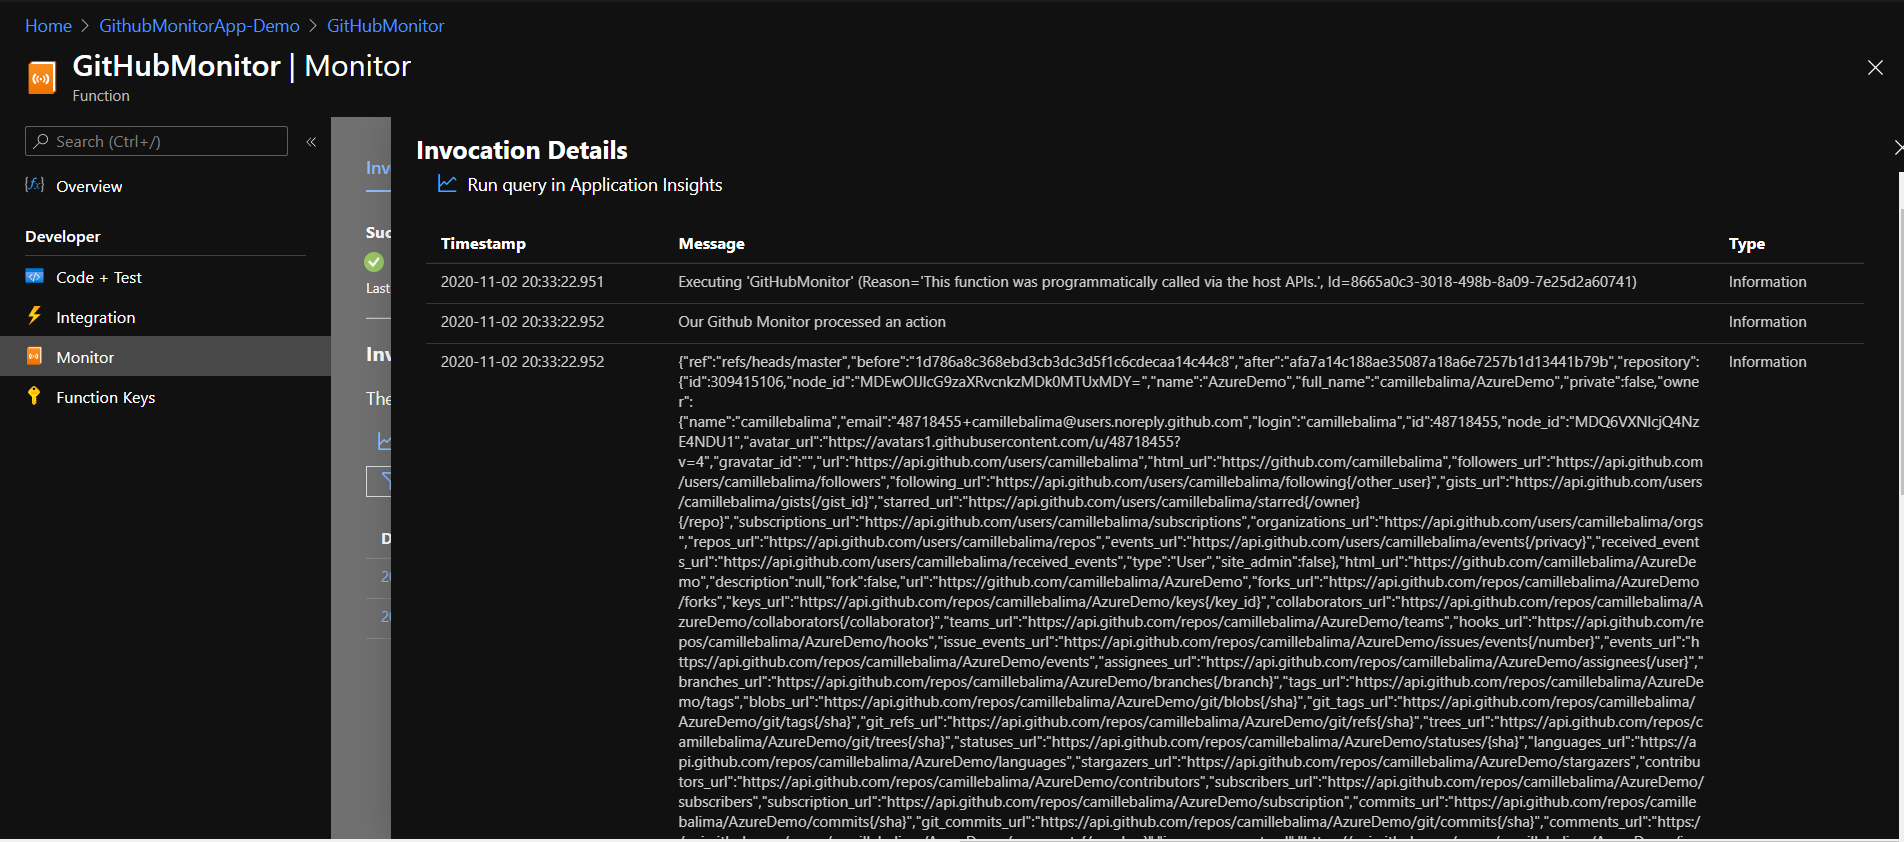 Home > GithubMonitorApp-Demo > GitHubMonitor
GitHubMonitor | Monitor
Function
Search (Ctrl+/)
«
Overview
Developer
Code + Test
Integration
Monitor
Function Keys
Inv
Suc
Last
Inv
The
D
20
20
Invocation Details
Run query in Application Insights
Timestamp Message Type
2020-11-02 20:33:22.951 Executing 'GitHubMonitor' (Reason='This function was programmatically called via the host APIs.', Id=8665a0c3-3018-498b-8a09-7e25d2a60741) Information
2020-11-02 20:33:22.952 Our Github Monitor processed an action Information
2020-11-02 20:33:22.952 {"ref":"refs/heads/master","before":"1d786a8c368ebd3cb3dc3d5f1c6cdecaa14c44c8","after":"afa7a14c188ae35087a18a6e7257b1d13441b79b","repository": Information
{"id":309415106,"node_id":"MDEwOlJlcG9zaXRvcnkzMDk0MTUxMDY=","name":"AzureDemo","full_name":"camillebalima/AzureDemo","private":false,"owne
r":
{"name":"camillebalima","email":"48718455+camillebalima@users.noreply.github.com","login":"camillebalima","id":48718455,"node_id":"MDQ6VXNlcjQ4Nz
E4NDU1","avatar_url":"https://avatars1.githubusercontent.com/u/48718455?
v=4","gravatar_id":"","url":"https://api.github.com/users/camillebalima","html_url":"https://github.com/camillebalima","followers_url":"https://api.github.com
/users/camillebalima/followers","following_url":"https://api.github.com/users/camillebalima/following{/other_user}","gists_url":"https://api.github.com/users
/camillebalima/gists{/gist_id}","starred_url":"https://api.github.com/users/camillebalima/starred{/owner}
{/repo}","subscriptions_url":"https://api.github.com/users/camillebalima/subscriptions","organizations_url":"https://api.github.com/users/camillebalima/orgs
","repos_url":"https://api.github.com/users/camillebalima/repos","events_url":"https://api.github.com/users/camillebalima/events{/privacy}","received_event
s_url":"https://api.github.com/users/camillebalima/received_events","type":"User","site_admin":false},"html_url":"https://github.com/camillebalima/AzureDe
mo","description":null,"fork":false,"url":"https://github.com/camillebalima/AzureDemo","forks_url":"https://api.github.com/repos/camillebalima/AzureDemo
/forks","keys_url":"https://api.github.com/repos/camillebalima/AzureDemo/keys{/key_id}","collaborators_url":"https://api.github.com/repos/camillebalima/A
zureDemo/collaborators{/collaborator}","teams_url":"https://api.github.com/repos/camillebalima/AzureDemo/teams","hooks_url":"https://api.github.com/re
pos/camillebalima/AzureDemo/hooks","issue_events_url":"https://api.github.com/repos/camillebalima/AzureDemo/issues/events{/number}","events_url":"h
ttps://api.github.com/repos/camillebalima/AzureDemo/events","assignees_url":"https://api.github.com/repos/camillebalima/AzureDemo/assignees{/user}","
branches_url":"https://api.github.com/repos/camillebalima/AzureDemo/branches{/branch}","tags_url":"https://api.github.com/repos/camillebalima/AzureDe
mo/tags","blobs_url":"https://api.github.com/repos/camillebalima/AzureDemo/git/blobs{/sha}","git_tags_url":"https://api.github.com/repos/camillebalima/
AzureDemo/git/tags{/sha}","git_refs_url":"https://api.github.com/repos/camillebalima/AzureDemo/git/refs{/sha}","trees_url":"https://api.github.com/repos/c
amillebalima/AzureDemo/git/trees{/sha}","statuses_url":"https://api.github.com/repos/camillebalima/AzureDemo/statuses/{sha}","languages_url":"https://a
pi.github.com/repos/camillebalima/AzureDemo/languages","stargazers_url":"https://api.github.com/repos/camillebalima/AzureDemo/stargazers","contribu
tors_url":"https://api.github.com/repos/camillebalima/AzureDemo/contributors","subscribers_url":"https://api.github.com/repos/camillebalima/AzureDemo/
subscribers","subscription_url":"https://api.github.com/repos/camillebalima/AzureDemo/subscription","commits_url":"https://api.github.com/repos/camille
balima/AzureDemo/commits{/sha}","git_commits_url":"https://api.github.com/repos/camillebalima/AzureDemo/git/commits{/sha}","comments_url":"https:/